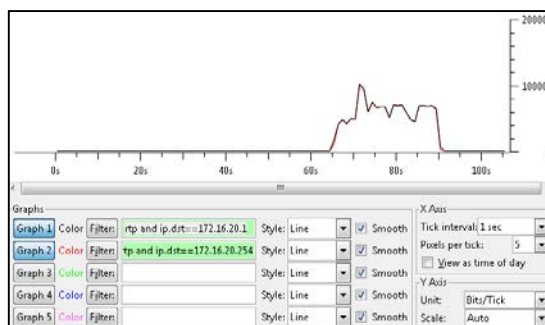 20000
10000
0s 20s 40s 60s 80s 100s
Graphs
Graph 1 Color Filter: rtp and ip.dst==172.16.20.1 Style: Line Smooth
Graph 2 Color Filter: tp and ip.dst==172.16.20.254 Style: Line Smooth
Graph 3 Color Filter: Style: Line Smooth
Graph 4 Color Filter: Style: Line Smooth
Graph 5 Color Filter: Style: Line Smooth
X Axis
Tick interval: 1 sec
Pixels per tick: 5
View as time of day
Y Axis
Unit: Bits/Tick
Scale: Auto